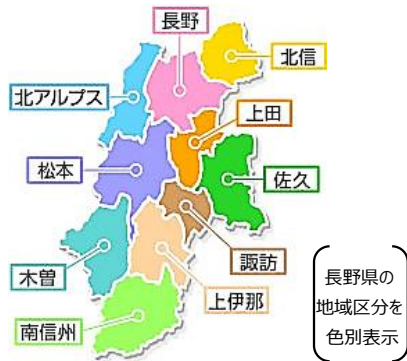 長野
北信
北アルプス
上田
松本
佐久
諏訪
木曽
上伊那
南信州
長野県の
地域区分を
色別表示